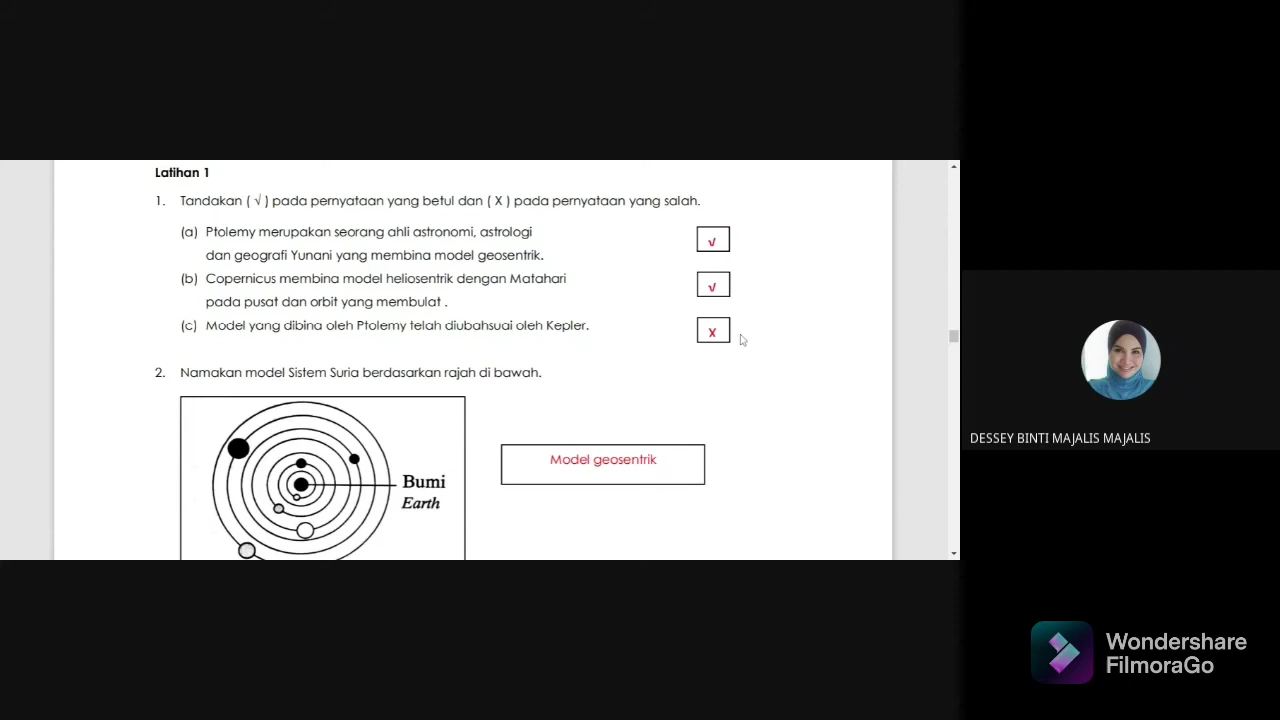 Latihan 1
1. Tandakan ( √ ) pada pernyataan yang betul dan ( X ) pada pernyataan yang salah.
(a) Ptolemy merupakan seorang ahli astronomi, astrologi
dan geografi Yunani yang membina model geosentrik.
√
(b) Copernicus membina model heliosentrik dengan Matahari
pada pusat dan orbit yang membulat .
√
(c) Model yang dibina oleh Ptolemy telah diubahsuai oleh Kepler.
X
2. Namakan model Sistem Suria berdasarkan rajah di bawah.
Bumi
Earth
Model geosentrik
DESSEY BINTI MAJALIS MAJALIS
Wondershare
FilmoraGo